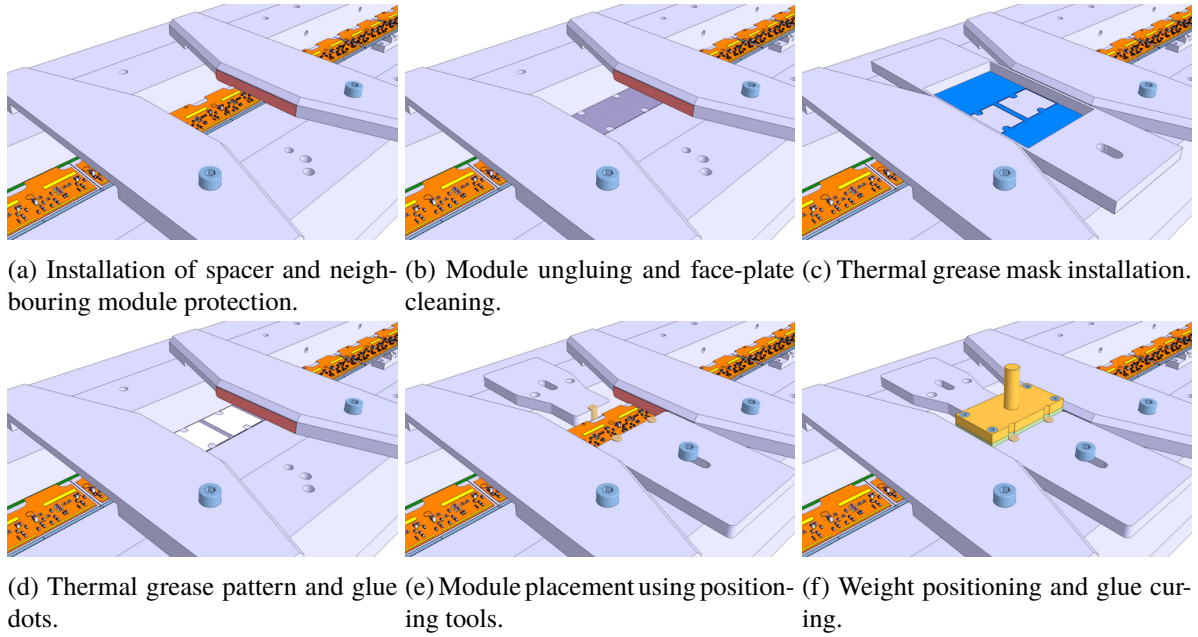 (a) Installation of spacer and neigh-
bouring module protection.
(b) Module ungluing and face-plate
cleaning.
(c) Thermal grease mask installation.
(d) Thermal grease pattern and glue
dots.
(e) Module placement using position-
ing tools.
(f) Weight positioning and glue cur-
ing.